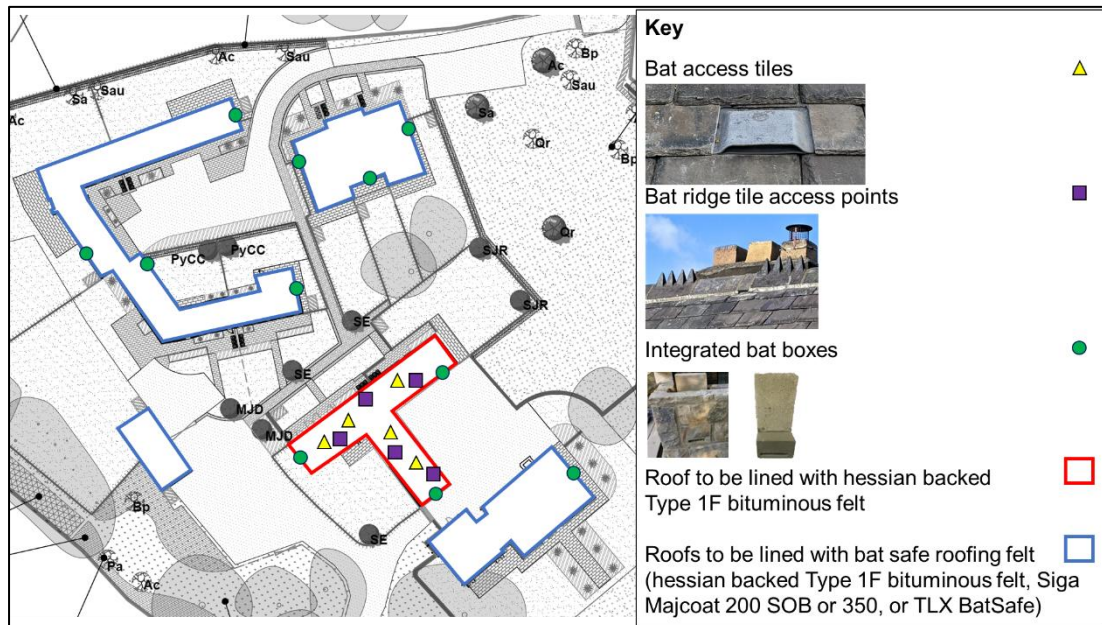 Key
Bat access tiles
Bat ridge tile access points
Integrated bat boxes
Roof to be lined with hessian backed
Type 1F bituminous felt
Roofs to be lined with bat safe roofing felt
(hessian backed Type 1F bituminous felt, Siga
Majcoat 200 SOB or 350, or TLX BatSafe)
Ac
Sau
Sa
Sau
Ac
Bp
Ac
Sau
Sa
Qr
Bp
Qr
PyCC
PyCC
SJR
SJR
SE
SE
MJD
MJD
SE
Bp
Pa
Ac